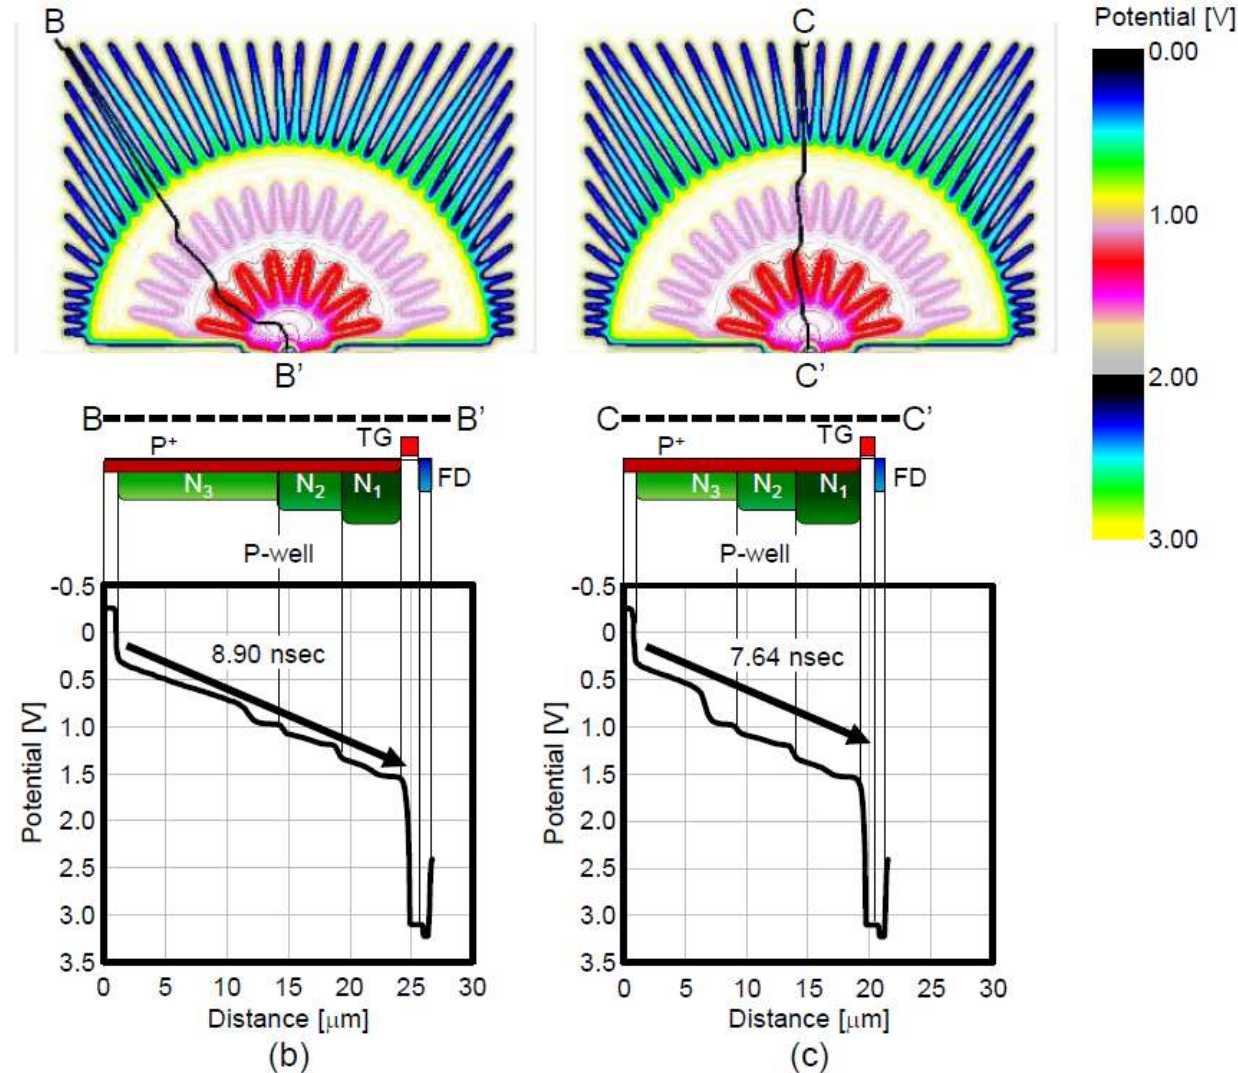 B
C
Potential [V]
0.00
1.00
2.00
3.00
B'
C'
B B'
TG
P+
N3 N2 N1
FD
P-well
-0.5
0
0.5
1.0
1.5
2.0
2.5
3.0
3.5
Potential [V]
8.90 nsec
0 5 10 15 20 25 30
Distance [μm]
(b)
C C'
TG
P+
N3 N2 N1
FD
P-well
-0.5
0
0.5
1.0
1.5
2.0
2.5
3.0
3.5
Potential [V]
7.64 nsec
0 5 10 15 20 25 30
Distance [μm]
(c)